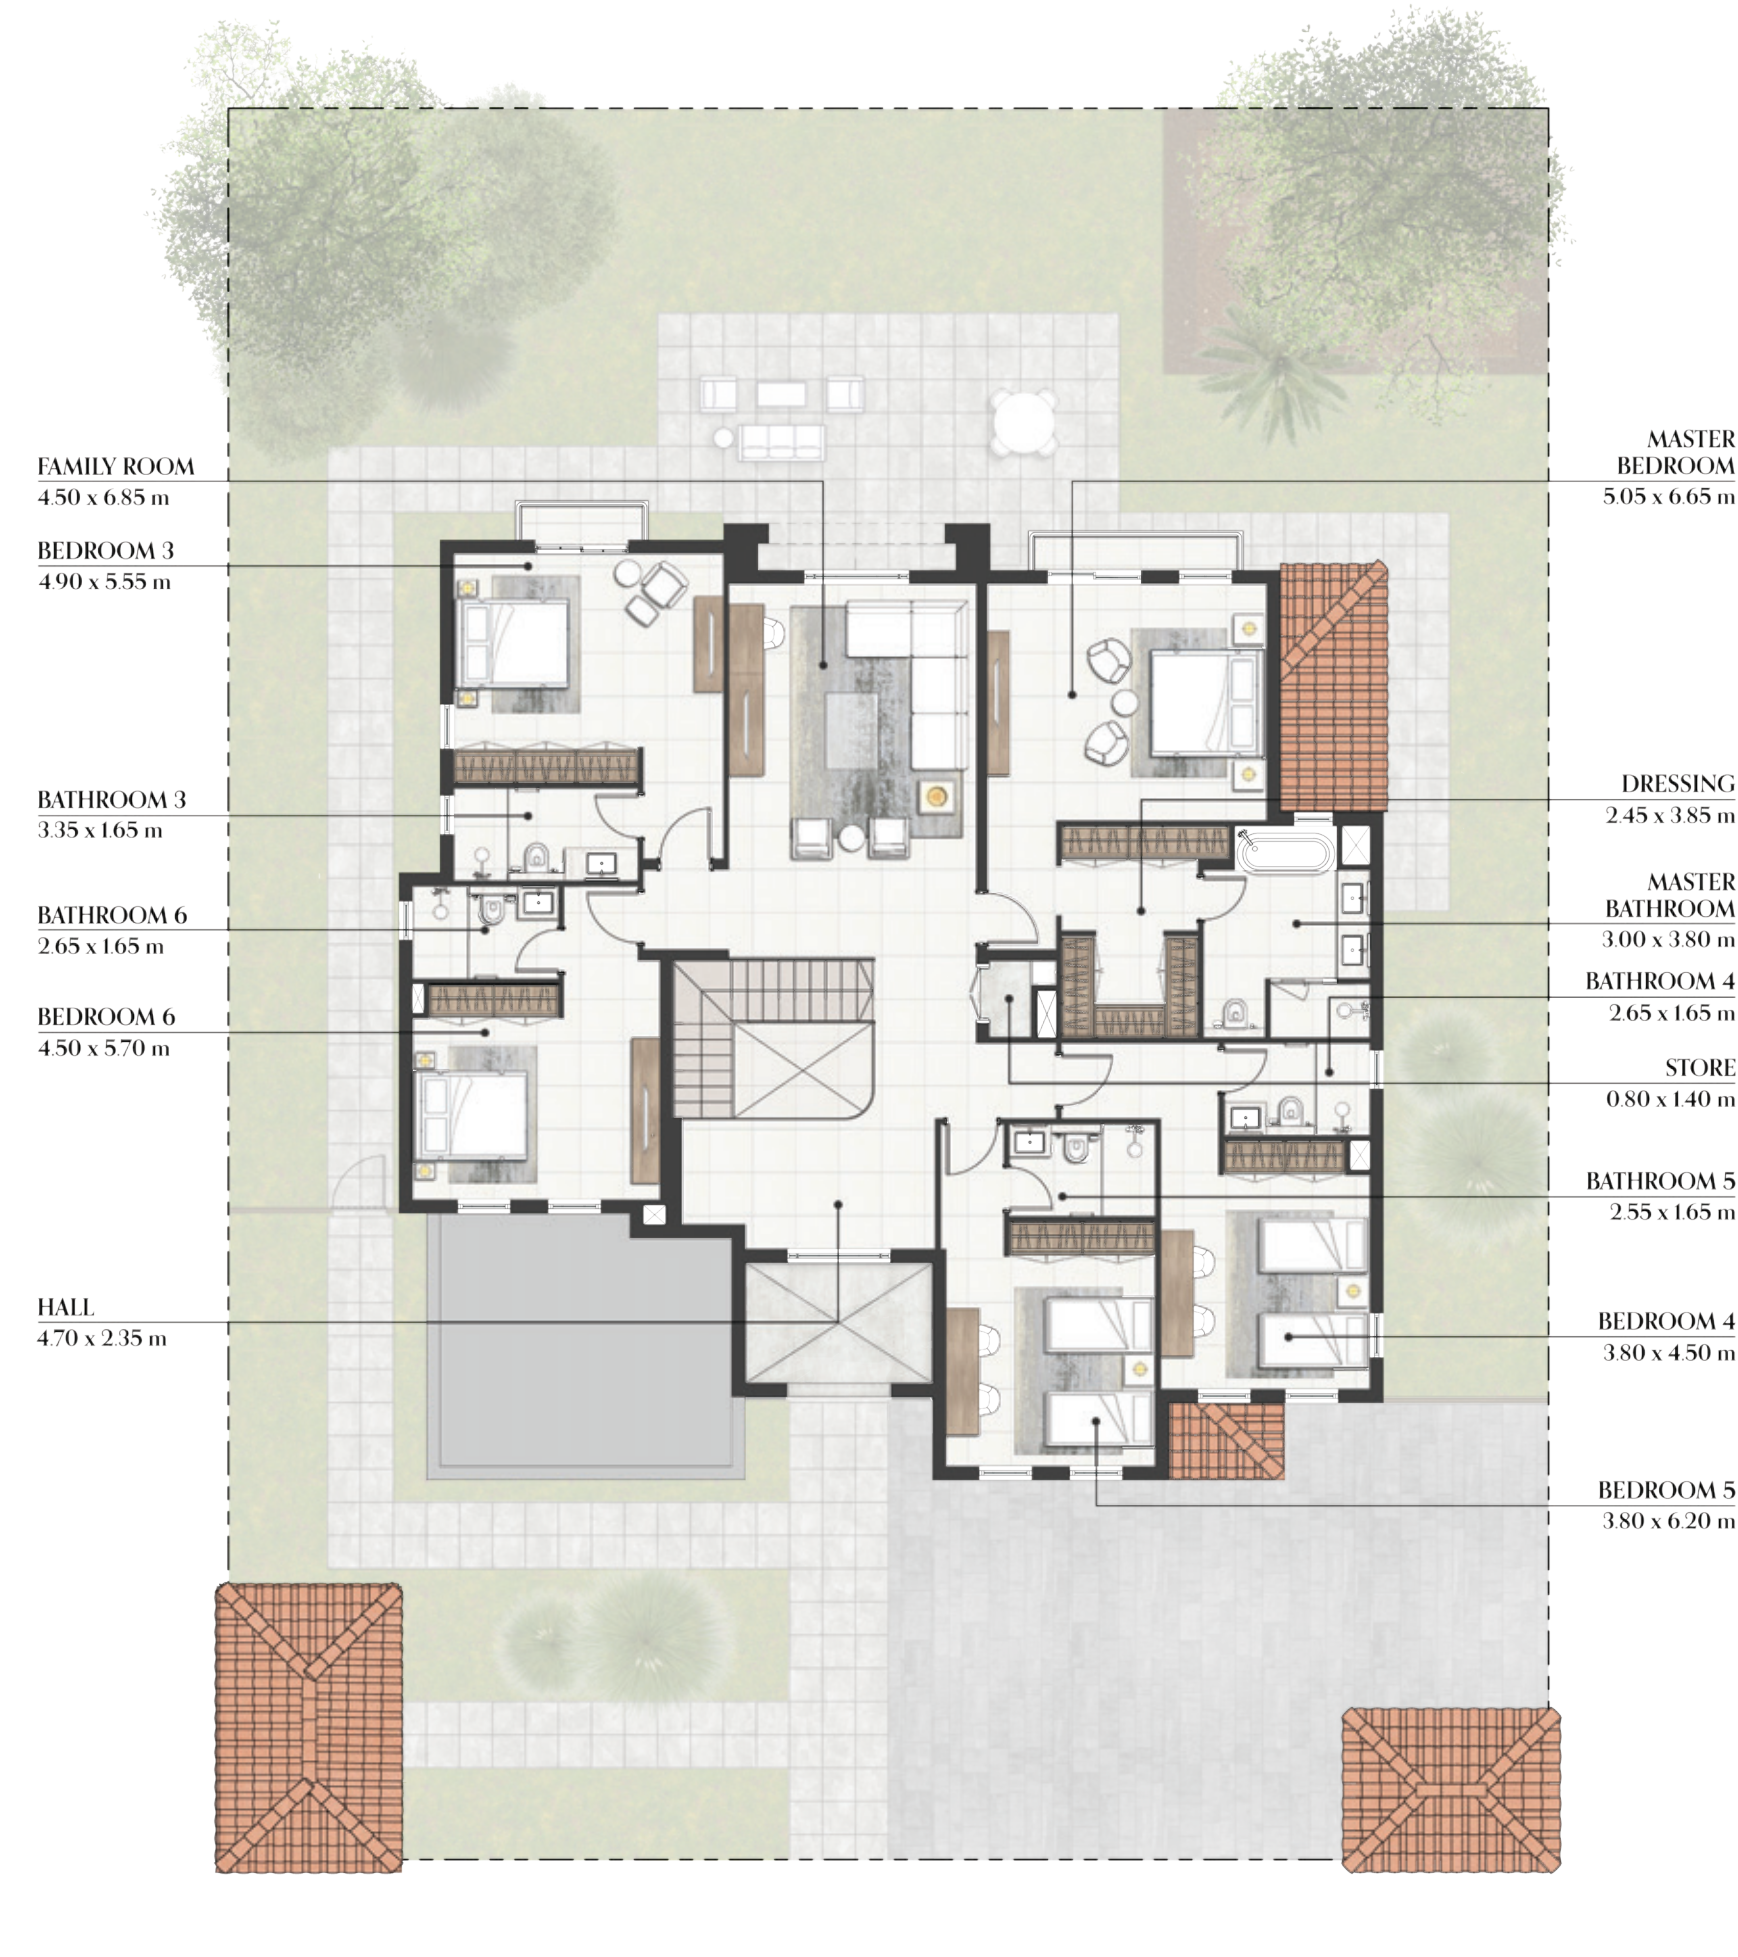 FAMILY ROOM
4.50 x 6.85 m
BEDROOM 3
4.90 x 5.55 m
BATHROOM 3
3.35 x 1.65 m
BATHROOM 6
2.65 x 1.65 m
BEDROOM 6
4.50 x 5.70 m
HALL
4.70 x 2.35 m
MASTER
BEDROOM
5.05 x 6.65 m
DRESSING
2.45 x 3.85 m
MASTER
BATHROOM
3.00 x 3.80 m
BATHROOM 4
2.65 x 1.65 m
STORE
0.80 x 1.40 m
BATHROOM 5
2.55 x 1.65 m
BEDROOM 4
3.80 x 4.50 m
BEDROOM 5
3.80 x 6.20 m